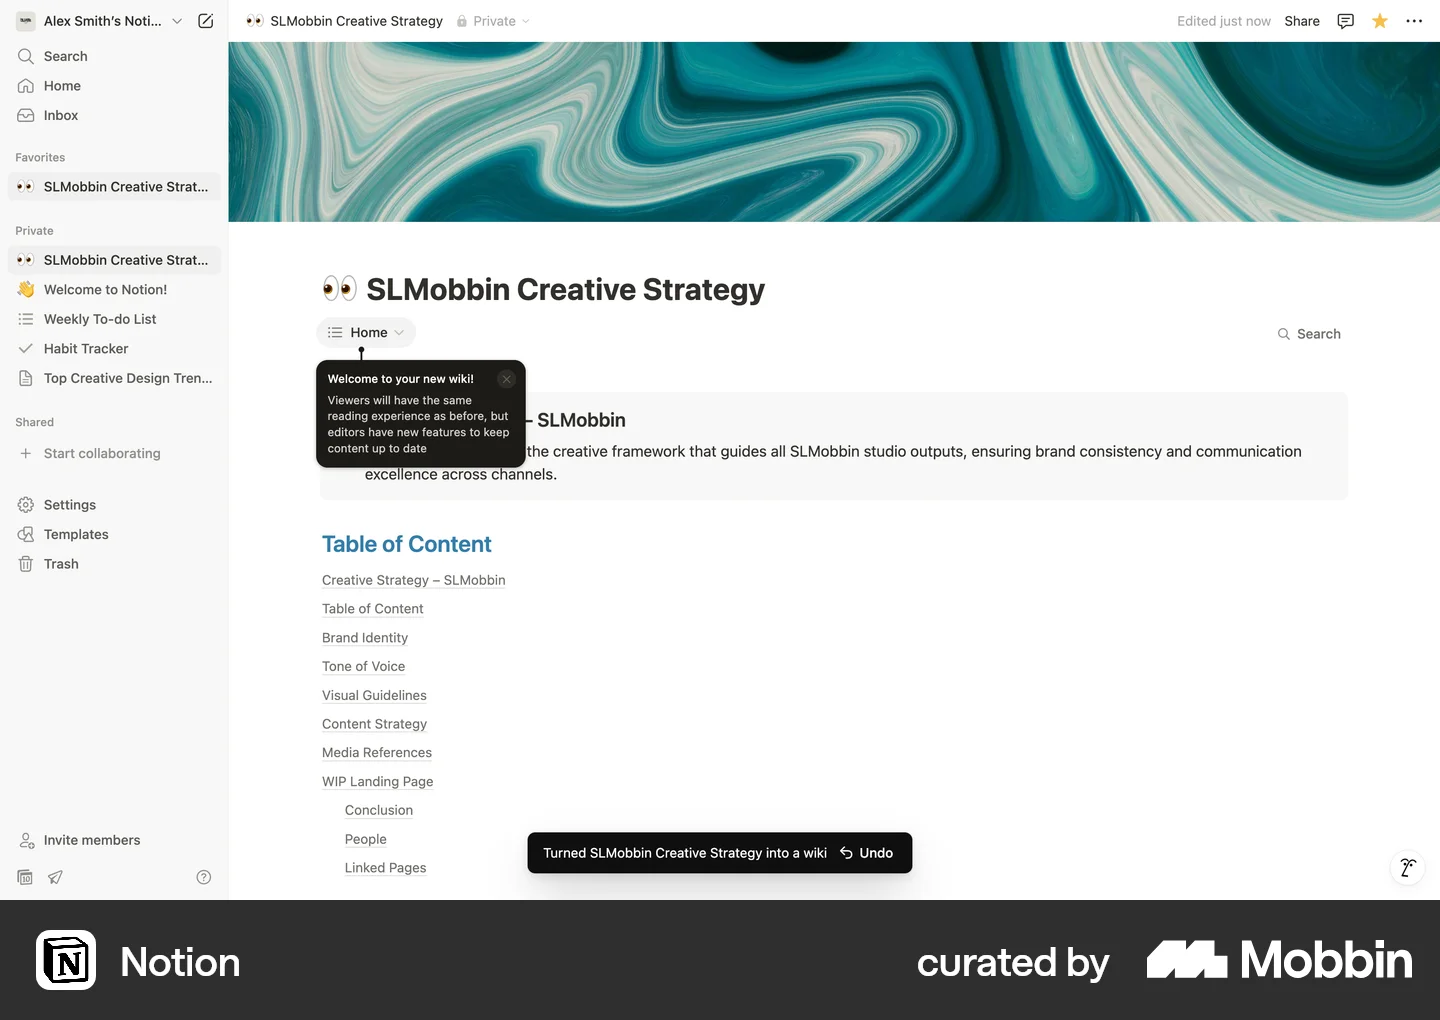 Alex Smith's Noti...
Search
Home
Inbox
Favorites
SLMobbin Creative Strat...
Private
SLMobbin Creative Strat...
Welcome to Notion!
Weekly To-do List
Habit Tracker
Top Creative Design Tren...
Shared
Start collaborating
Settings
Templates
Trash
Invite members
SLMobbin Creative Strategy
Private
Edited just now
Share
SLMobbin Creative Strategy
Home
Search
Welcome to your new wiki!
Viewers will have the same
reading experience as before, but
editors have new features to keep
content up to date
– SLMobbin
the creative framework that guides all SLMobbin studio outputs, ensuring brand consistency and communication
excellence across channels.
Table of Content
Creative Strategy – SLMobbin
Table of Content
Brand Identity
Tone of Voice
Visual Guidelines
Content Strategy
Media References
WIP Landing Page
Conclusion
People
Linked Pages
Turned SLMobbin Creative Strategy into a wiki
Undo
Notion
curated by
Mobbin